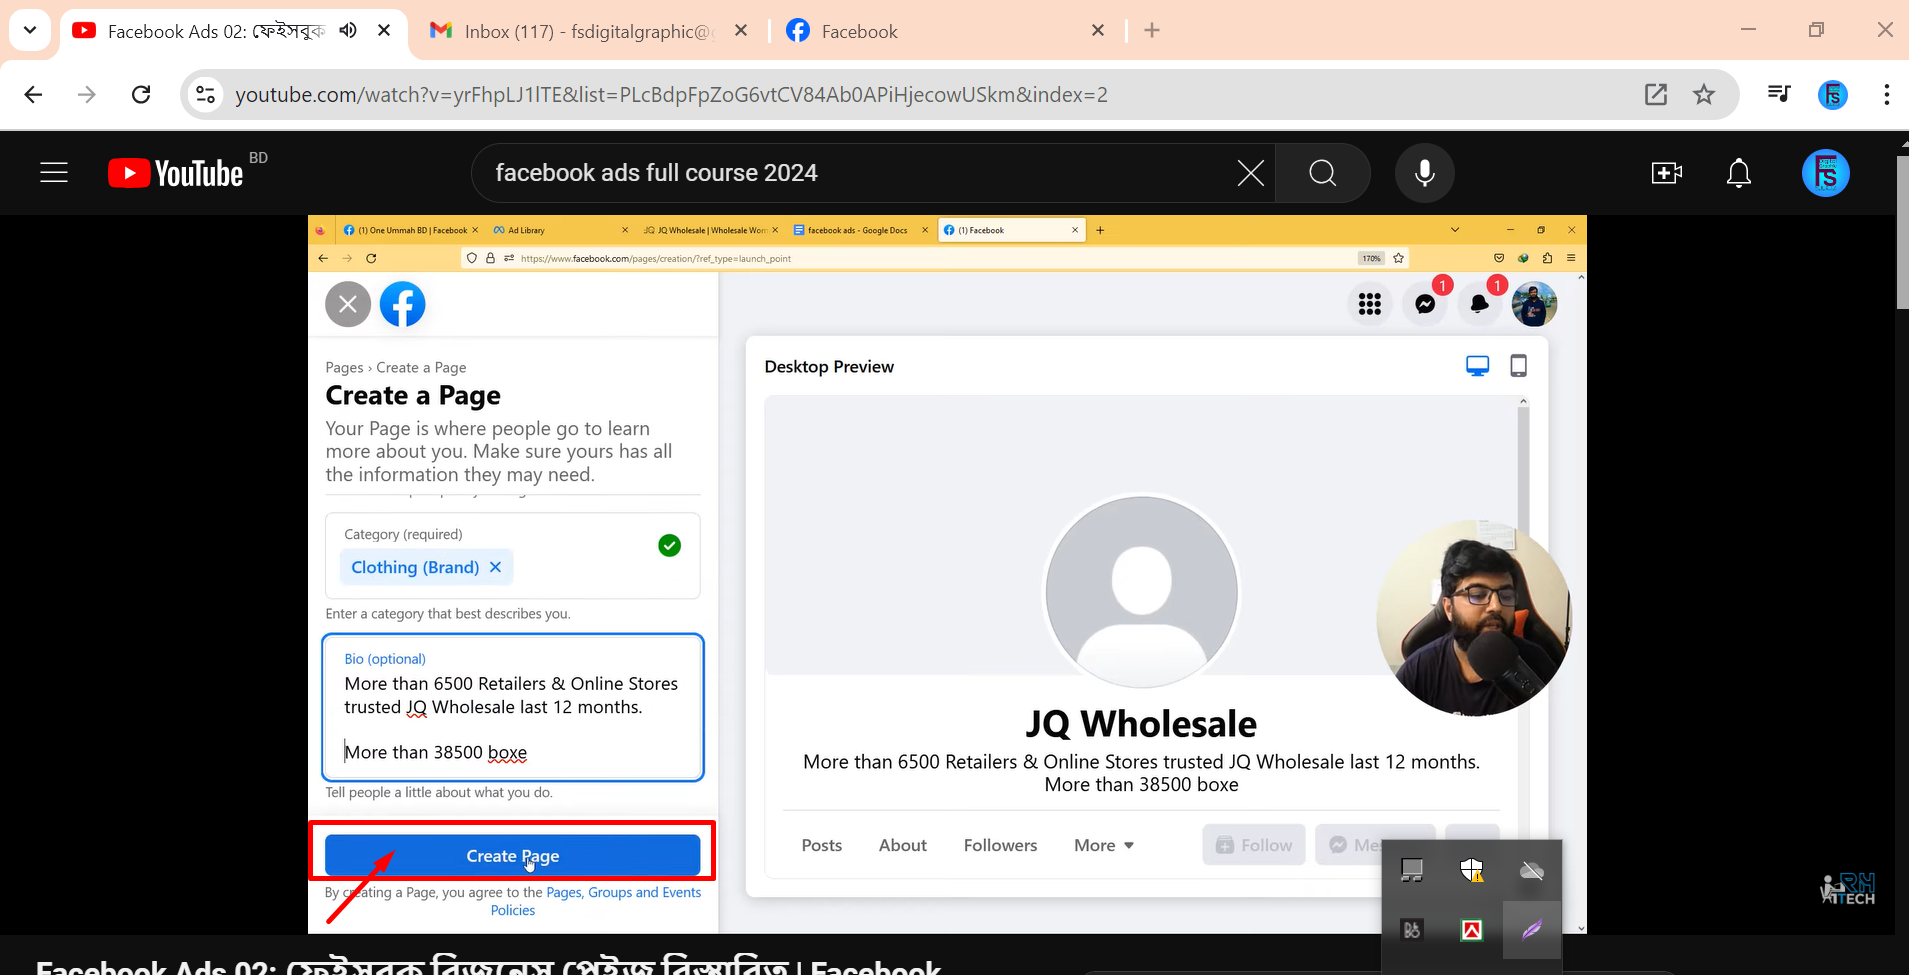 Facebook Ads 02: ফেইসবুক
Inbox (117) - fsdigitalgraphic@g
Facebook
youtube.com/watch?v=yrFhpLJ1lTE&list=PLcBdpFpZoG6vtCV84Ab0APiHjecowUSkm&index=2
YouTube BD
facebook ads full course 2024
(1) One Ummah BD | Facebook
Ad Library
JQ JQ Wholesale | Wholesale Wom
facebook ads - Google Docs
(1) Facebook
https://www.facebook.com/pages/creation/?ref_type=launch_point
170%
1
1
Pages › Create a Page
Create a Page
Your Page is where people go to learn
more about you. Make sure yours has all
the information they may need.
Category (required)
Clothing (Brand)
Enter a category that best describes you.
Bio (optional)
More than 6500 Retailers & Online Stores
trusted JQ Wholesale last 12 months.
More than 38500 boxe
Tell people a little about what you do.
Create Page
By creating a Page, you agree to the Pages, Groups and Events
Policies
Desktop Preview
JQ Wholesale
More than 6500 Retailers & Online Stores trusted JQ Wholesale last 12 months.
More than 38500 boxe
Posts
About
Followers
More
Follow
Mes
RH
TECH
Facebook Ads 02: ফেইসবুক বিজনেস পেইজ বিস্তারিত | Facebook